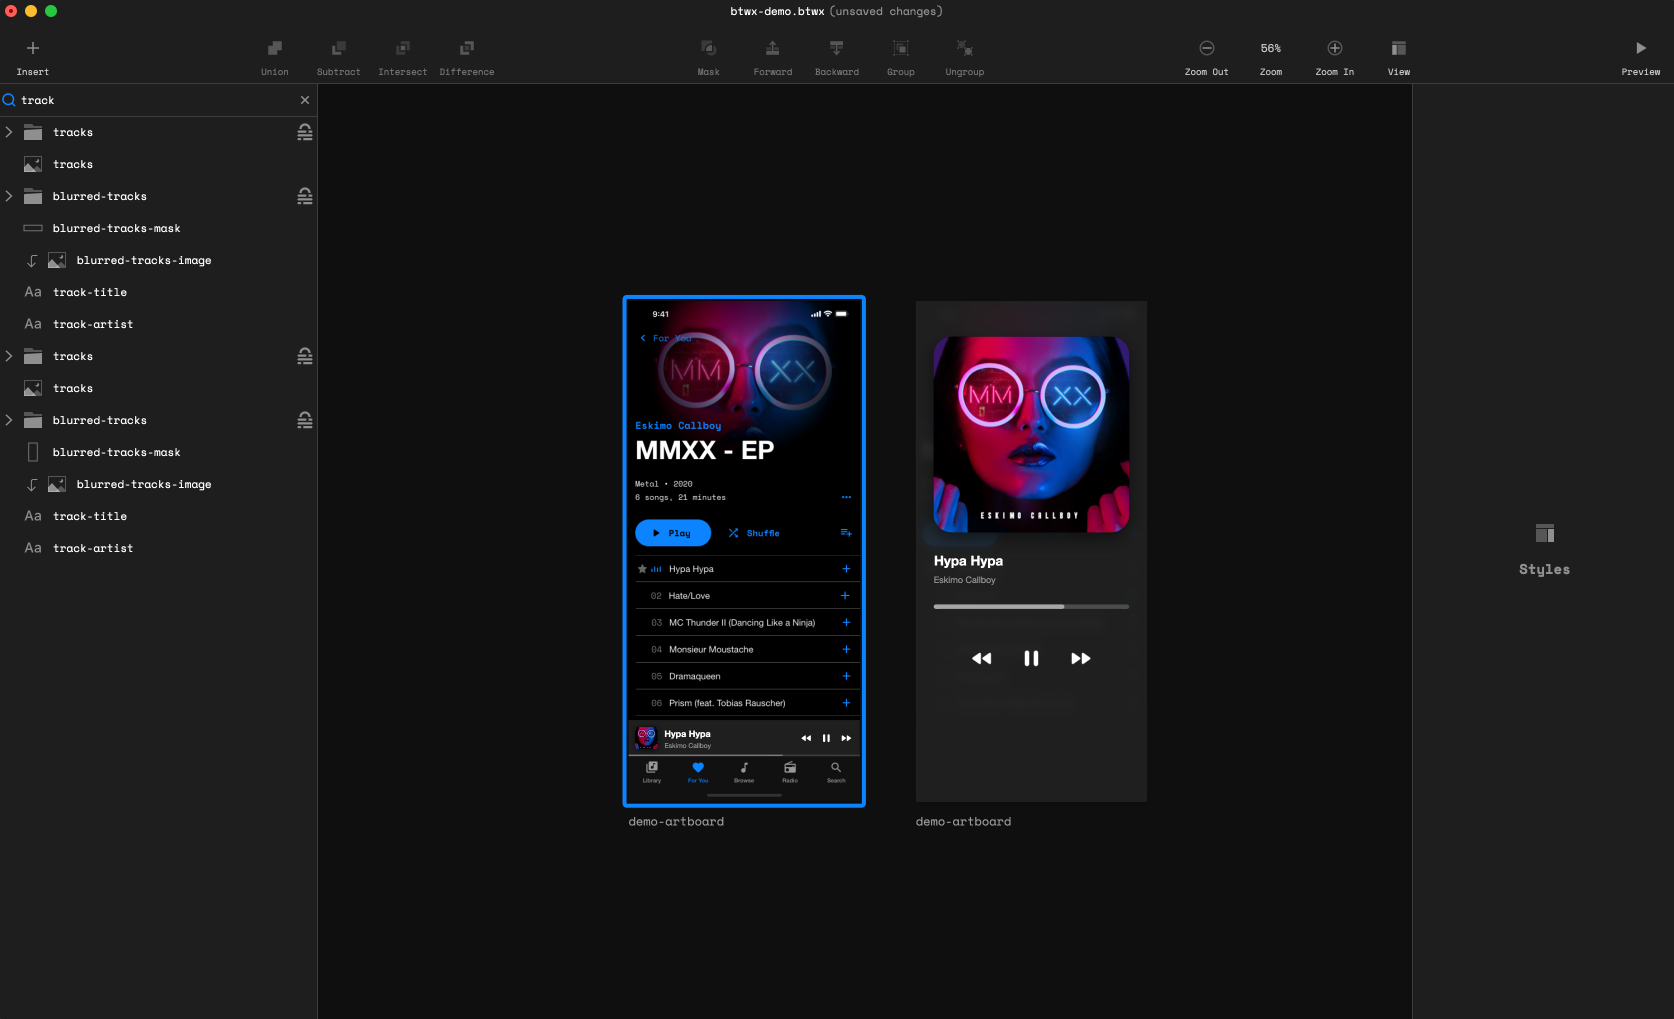 btwx-demo.btwx (unsaved changes)
Insert
Union
Subtract
Intersect
Difference
Mask
Forward
Backward
Group
Ungroup
Zoom Out
56%
Zoom
Zoom In
View
Preview
track
tracks
tracks
blurred-tracks
blurred-tracks-mask
blurred-tracks-image
Aa track-title
Aa track-artist
tracks
tracks
blurred-tracks
blurred-tracks-mask
blurred-tracks-image
Aa track-title
Aa track-artist
9:41
For You
MM XX
Eskimo Callboy
MMXX - EP
Metal • 2020
6 songs, 21 minutes
Play
Shuffle
Hypa Hypa
02 Hate/Love
03 MC Thunder II (Dancing Like a Ninja)
04 Monsieur Moustache
05 Dramaqueen
06 Prism (feat. Tobias Rauscher)
Hypa Hypa
Eskimo Callboy
Library
For You
Browse
Radio
Search
demo-artboard
MM XX
ESKIMO CALLBOY
Hypa Hypa
Eskimo Callboy
demo-artboard
Styles